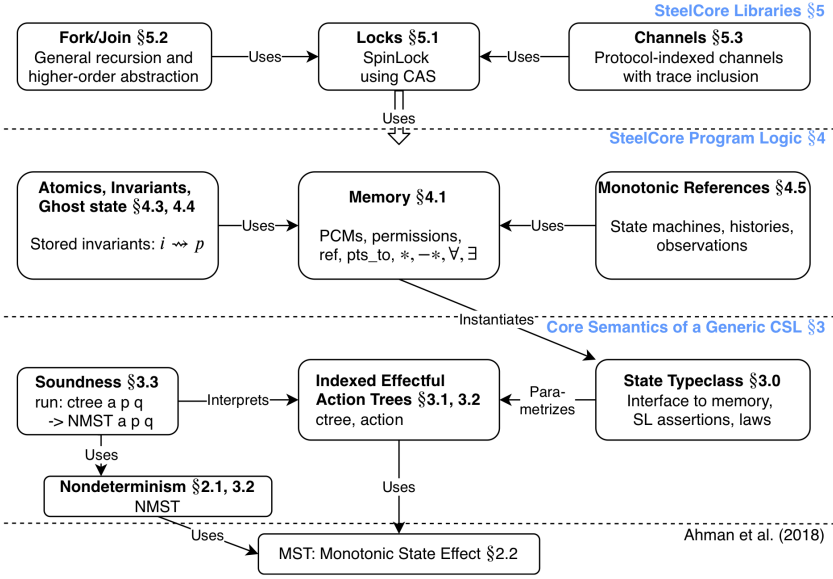 SteelCore Libraries §5
Fork/Join §5.2
General recursion and
higher-order abstraction
Uses
Locks §5.1
SpinLock
using CAS
Uses
Channels §5.3
Protocol-indexed channels
with trace inclusion
Uses
SteelCore Program Logic §4
Atomics, Invariants,
Ghost state §4.3, 4.4
Stored invariants: i ⇝ p
Uses
Memory §4.1
PCMs, permissions,
ref, pts_to, ∗, −∗, ∀, ∃
Uses
Monotonic References §4.5
State machines, histories,
observations
Instantiates
Core Semantics of a Generic CSL §3
Soundness §3.3
run: ctree a p q
-> NMST a p q
Interprets
Indexed Effectful
Action Trees §3.1, 3.2
ctree, action
Para-
metrizes
State Typeclass §3.0
Interface to memory,
SL assertions, laws
Uses
Nondeterminism §2.1, 3.2
NMST
Uses
Uses
Ahman et al. (2018)
MST: Monotonic State Effect §2.2